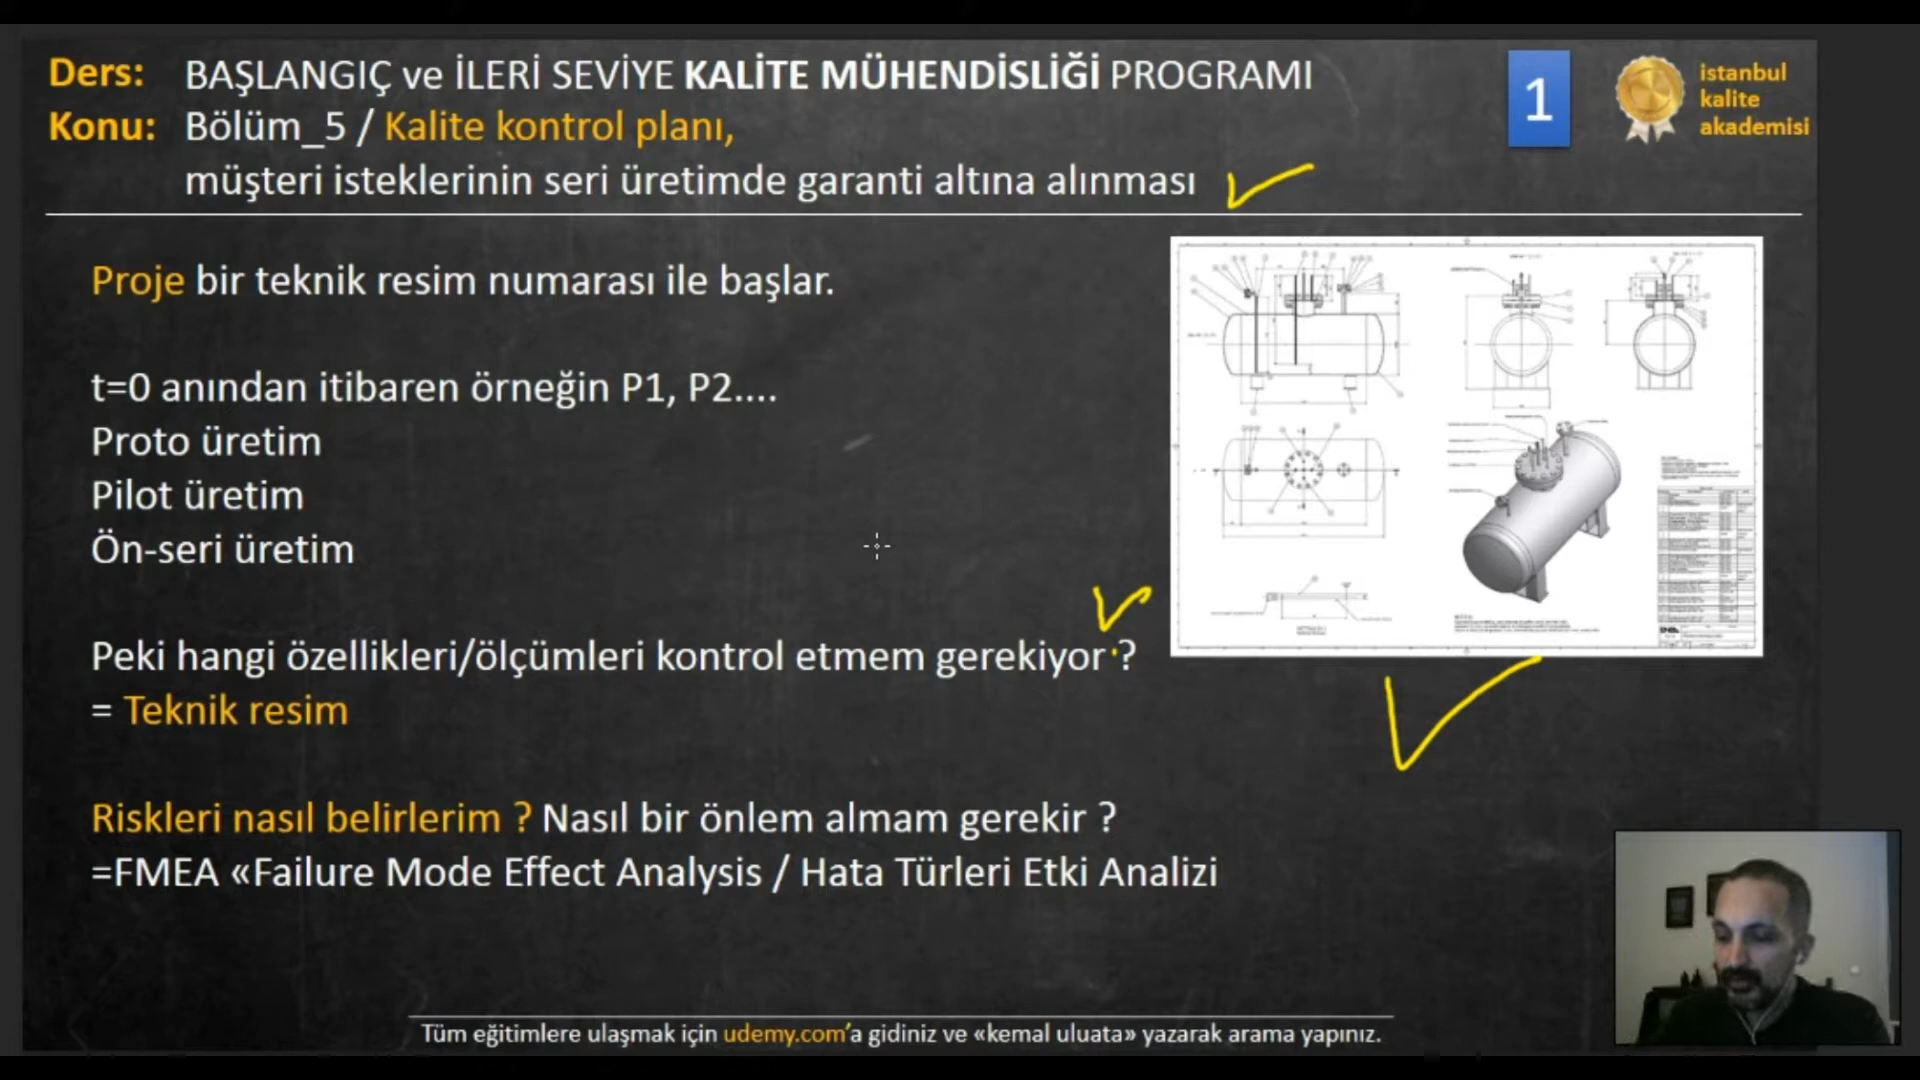 Ders: BAŞLANGIÇ ve İLERİ SEVİYE KALİTE MÜHENDİSLİĞİ PROGRAMI
Konu: Bölüm_5 / Kalite kontrol planı,
müşteri isteklerinin seri üretimde garanti altına alınması
1
istanbul
kalite
akademisi
Proje bir teknik resim numarası ile başlar.
t=0 anından itibaren örneğin P1, P2....
Proto üretim
Pilot üretim
Ön-seri üretim
Peki hangi özellikleri/ölçümleri kontrol etmem gerekiyor ?
= Teknik resim
Riskleri nasıl belirlerim ? Nasıl bir önlem almam gerekir ?
=FMEA «Failure Mode Effect Analysis / Hata Türleri Etki Analizi
Tüm eğitimlere ulaşmak için udemy.com'a gidiniz ve «kemal uluata» yazarak arama yapınız.